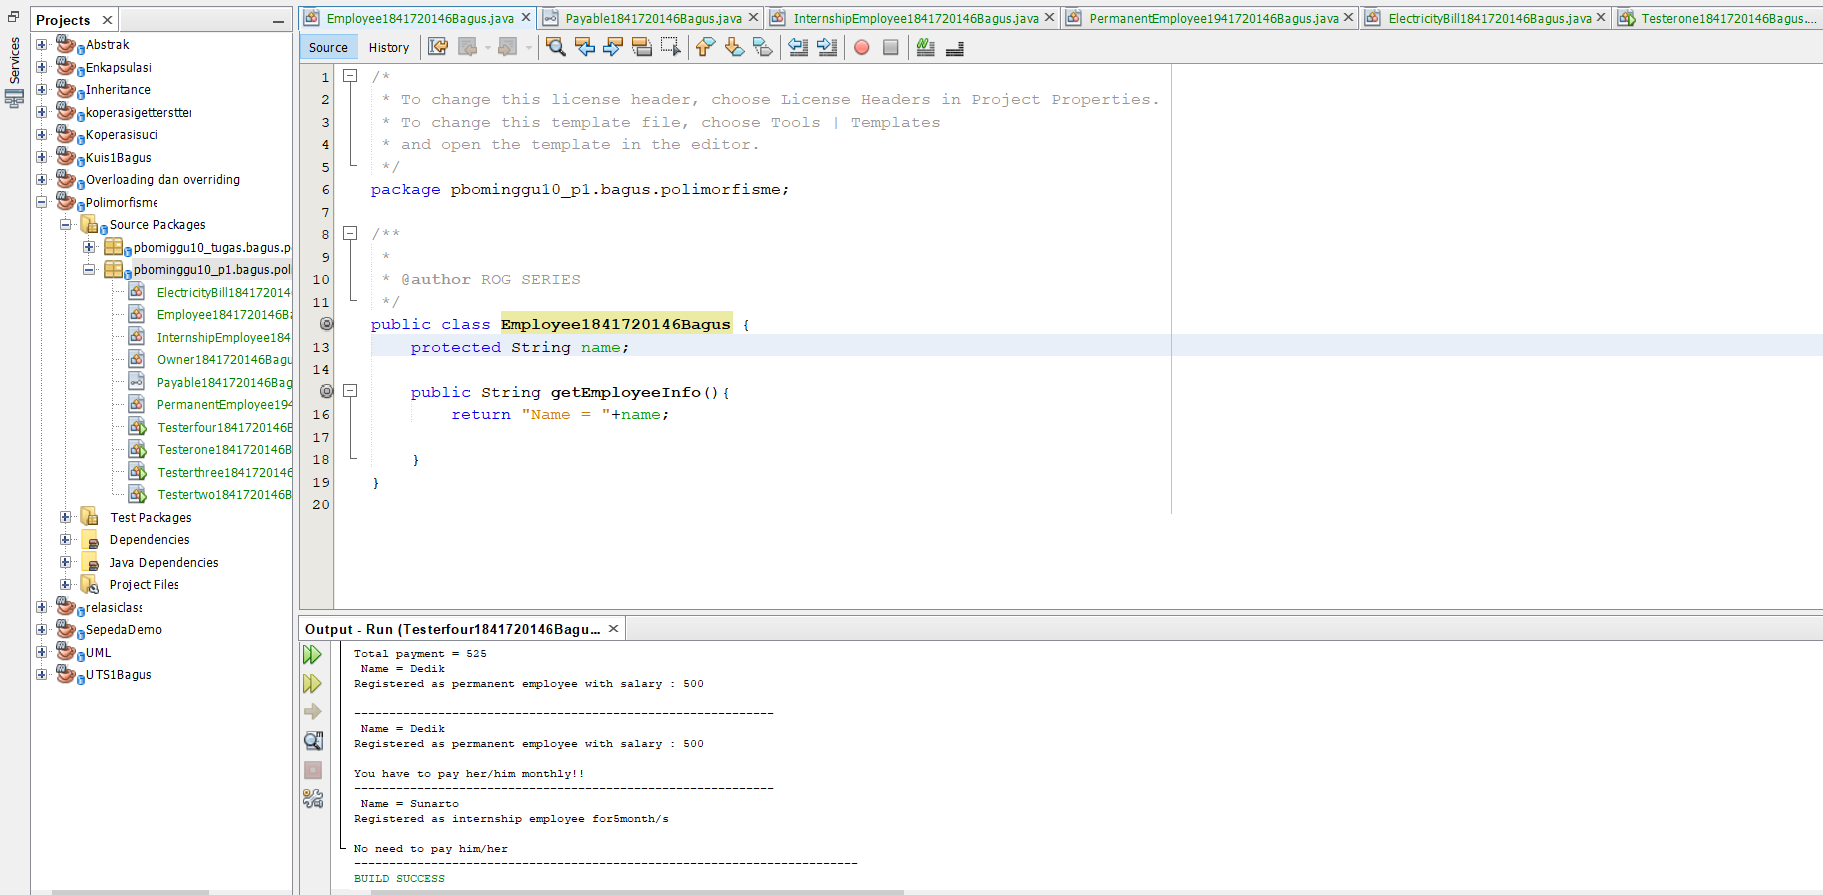 Services
Projects
Abstrak
Enkapsulasi
Inheritance
koperasigetterstter
Koperasisuci
Kuis1Bagus
Overloading dan overriding
Polimorfisme
Source Packages
pbomiggu10_tugas.bagus.p
pbominggu10_p1.bagus.pol
ElectricityBill184172014
Employee1841720146B
InternshipEmployee184
Owner1841720146Bagu
Payable1841720146Bag
PermanentEmployee194
Testerfour1841720146B
Testerone1841720146B
Testerthree1841720146
Testertwo1841720146B
Test Packages
Dependencies
Java Dependencies
Project Files
relasiclass
SepedaDemo
UML
UTS1Bagus
Employee1841720146Bagus.java
Payable1841720146Bagus.java
InternshipEmployee1841720146Bagus.java
PermanentEmployee1941720146Bagus.java
ElectricityBill1841720146Bagus.java
Testerone1841720146Bagus....
Source History
1 /*
2 * To change this license header, choose License Headers in Project Properties.
3 * To change this template file, choose Tools | Templates
4 * and open the template in the editor.
5 */
6 package pbominggu10_p1.bagus.polimorfisme;
7
8 /**
9 *
10 * @author ROG SERIES
11 */
public class Employee1841720146Bagus {
13 protected String name;
14
public String getEmployeeInfo(){
16 return "Name = "+name;
17
18 }
19 }
20
Output - Run (Testerfour1841720146Bagu...
Total payment = 525
Name = Dedik
Registered as permanent employee with salary : 500
------------------------------------------------------------
Name = Dedik
Registered as permanent employee with salary : 500
You have to pay her/him monthly!!
------------------------------------------------------------
Name = Sunarto
Registered as internship employee for5month/s
No need to pay him/her
------------------------------------------------------------------------
BUILD SUCCESS